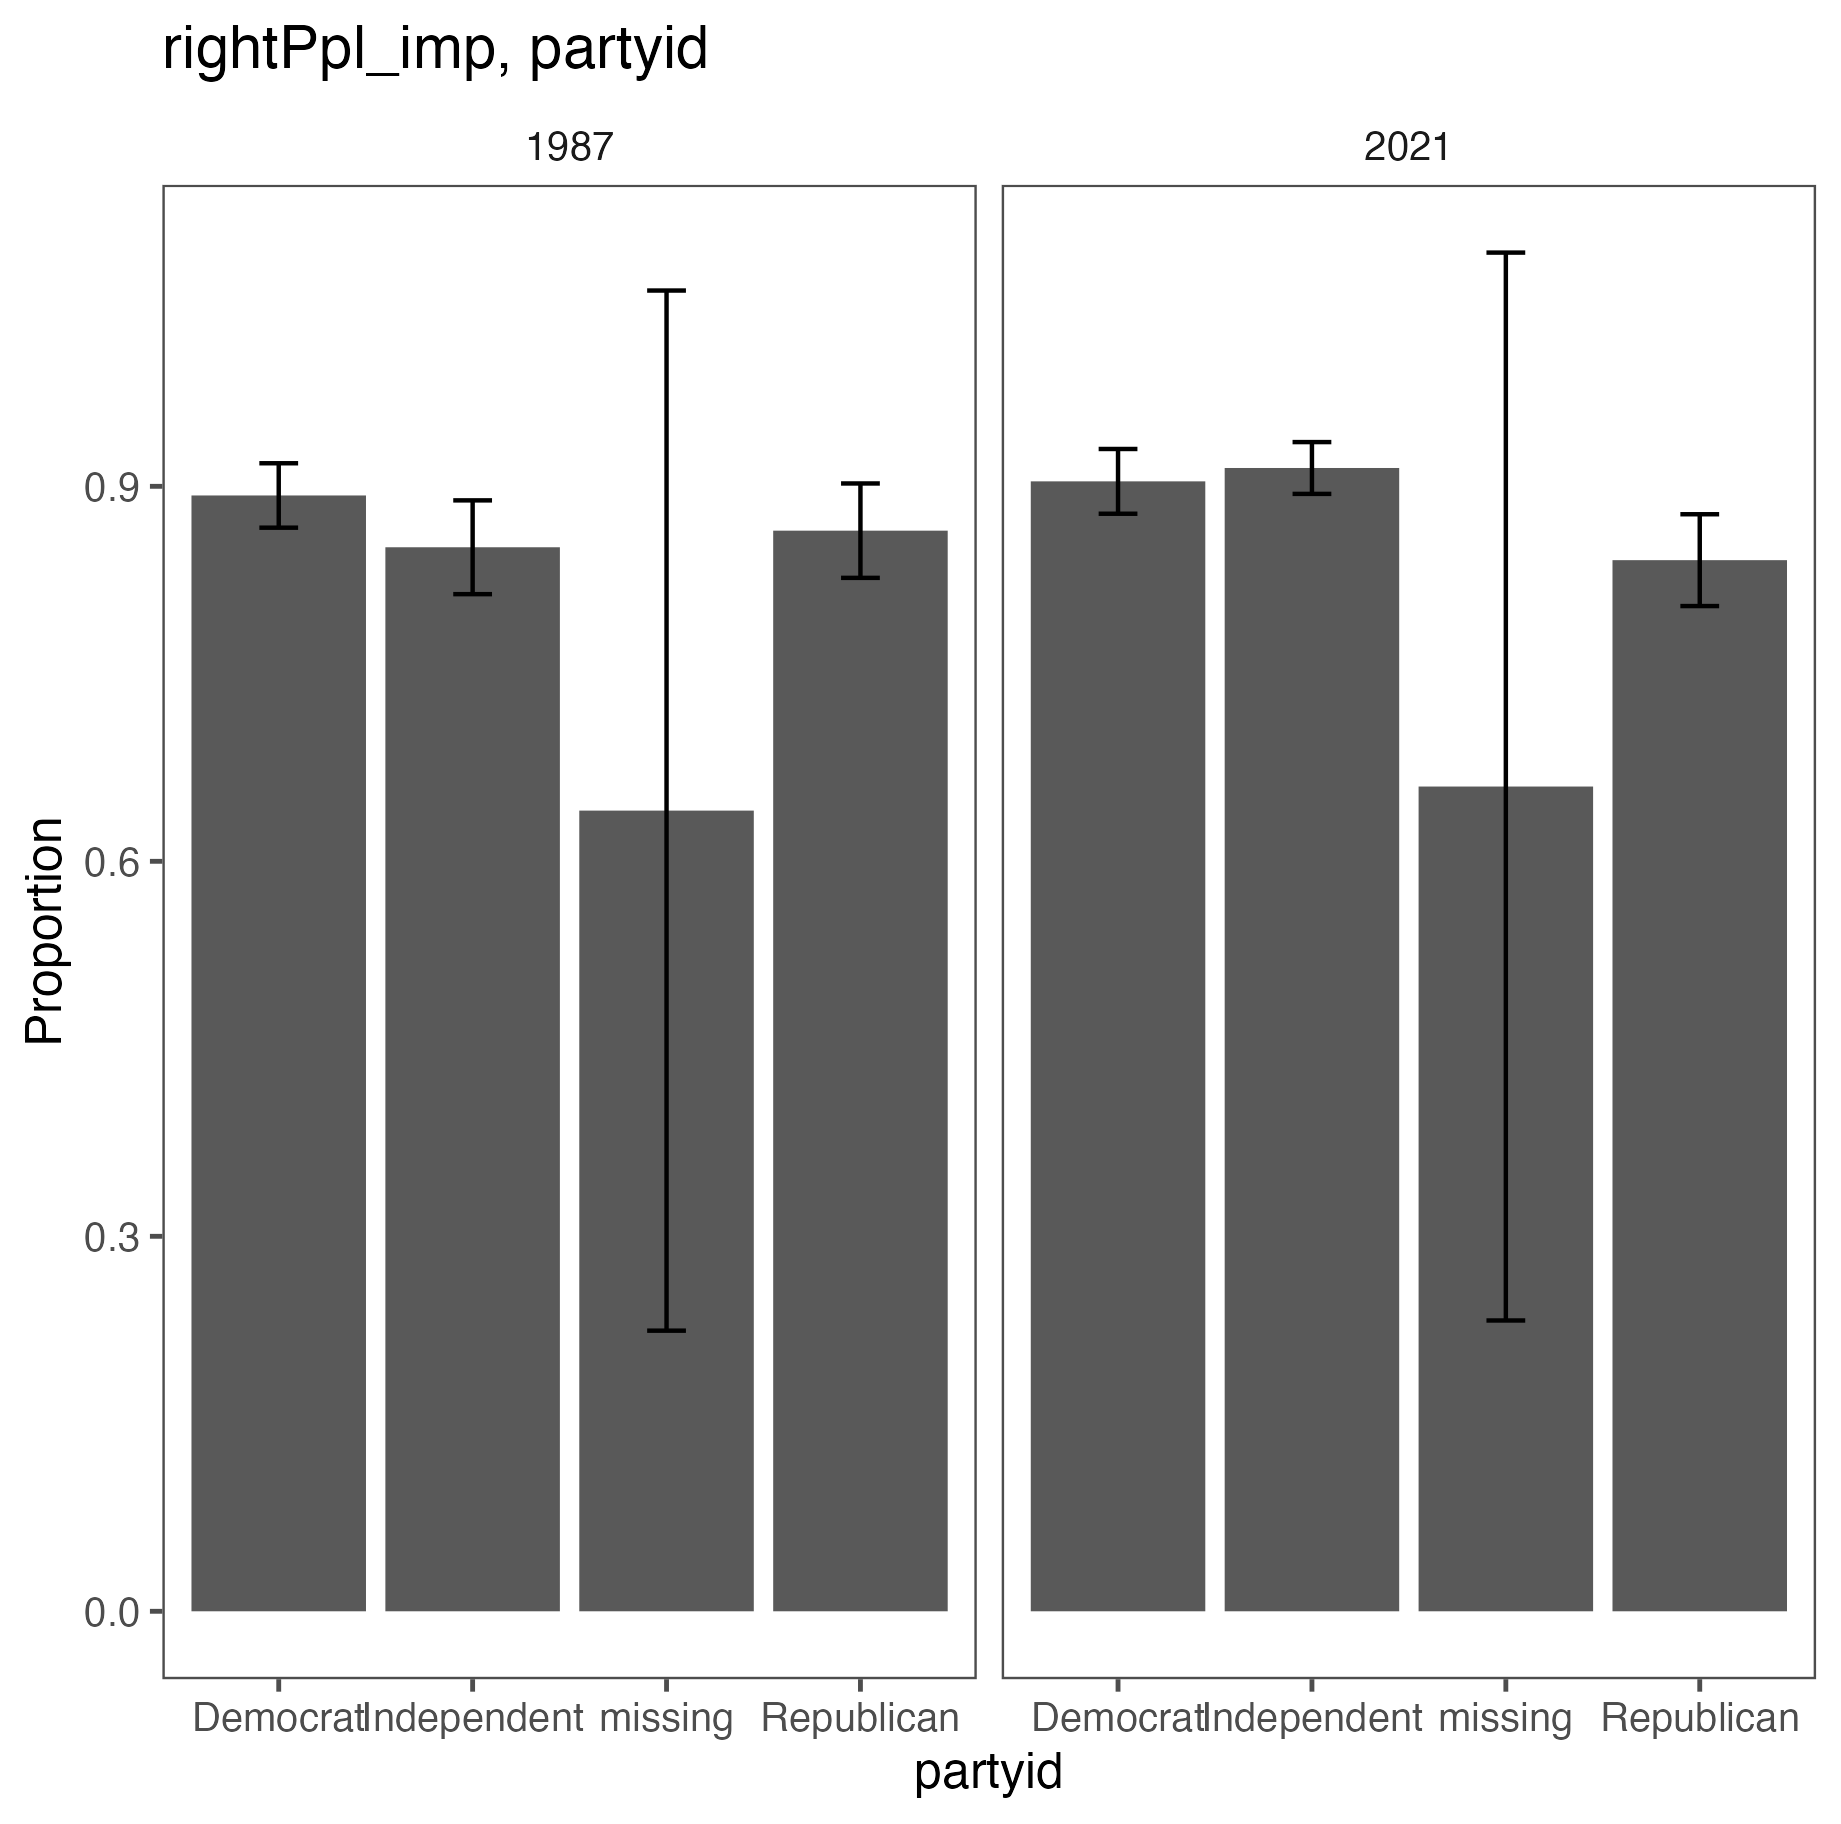 rightPpl_imp, partyid
1987 2021
Proportion
0.9
0.6
0.3
0.0
Democrat Independent missing Republican Democrat Independent missing Republican
partyid